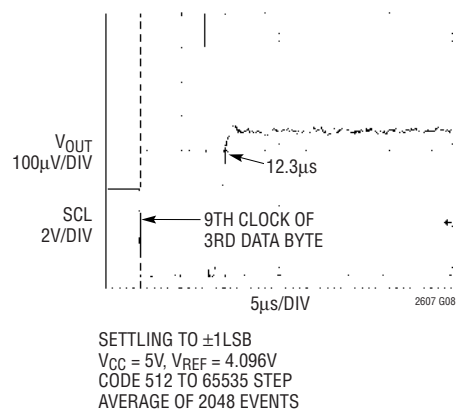 VOUT
100µV/DIV
12.3µs
SCL
2V/DIV
9TH CLOCK OF
3RD DATA BYTE
5µs/DIV
2607 G08
SETTLING TO ±1LSB
VCC = 5V, VREF = 4.096V
CODE 512 TO 65535 STEP
AVERAGE OF 2048 EVENTS